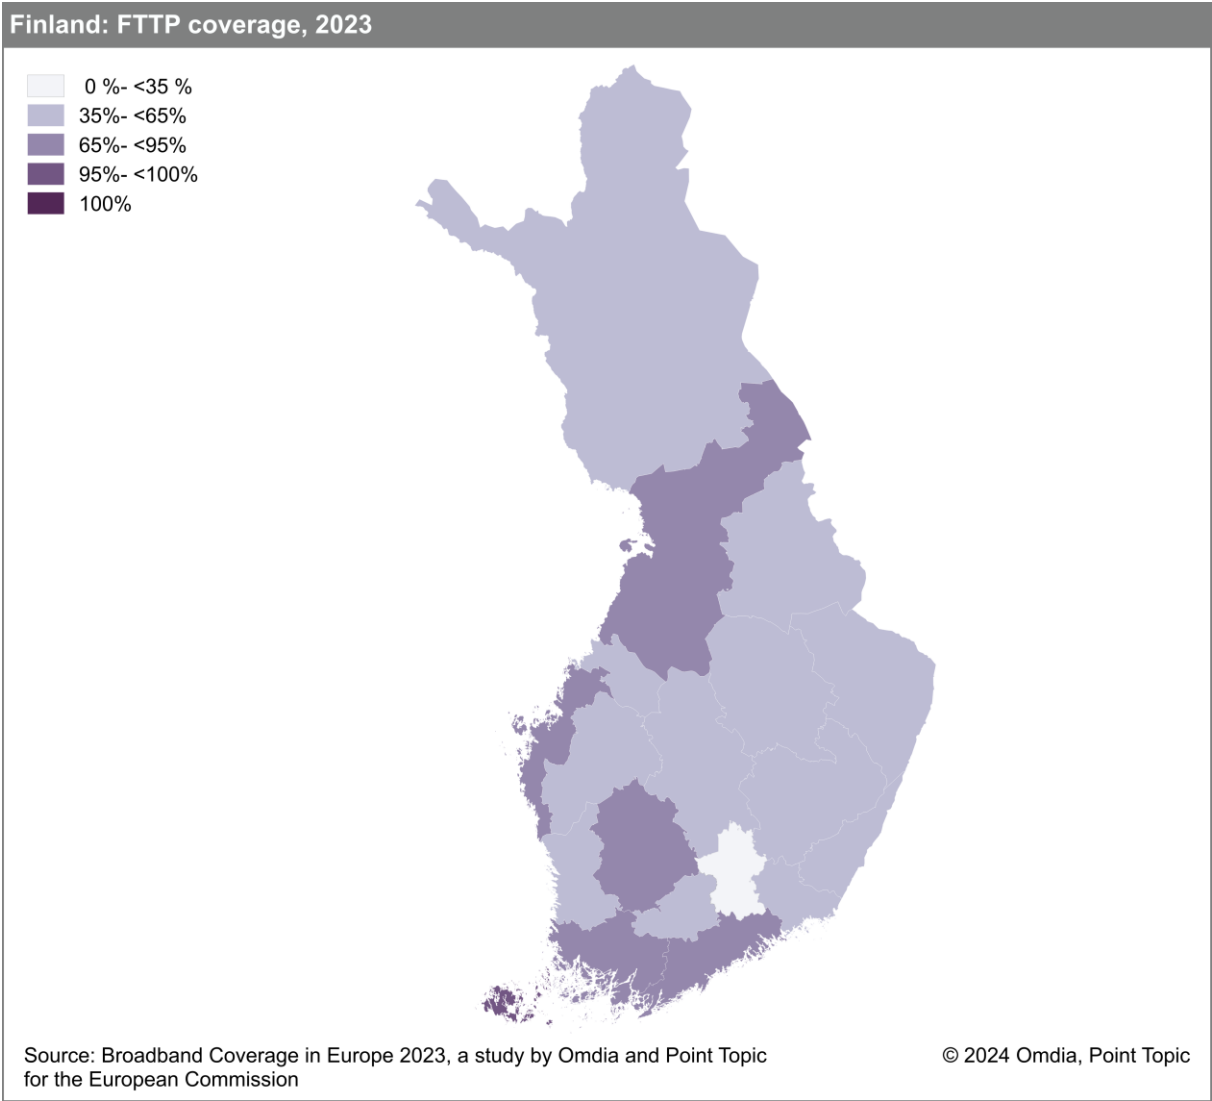 Finland: FTTP coverage, 2023
0 %- <35 %
35%- <65%
65%- <95%
95%- <100%
100%
Source: Broadband Coverage in Europe 2023, a study by Omdia and Point Topic
for the European Commission
© 2024 Omdia, Point Topic